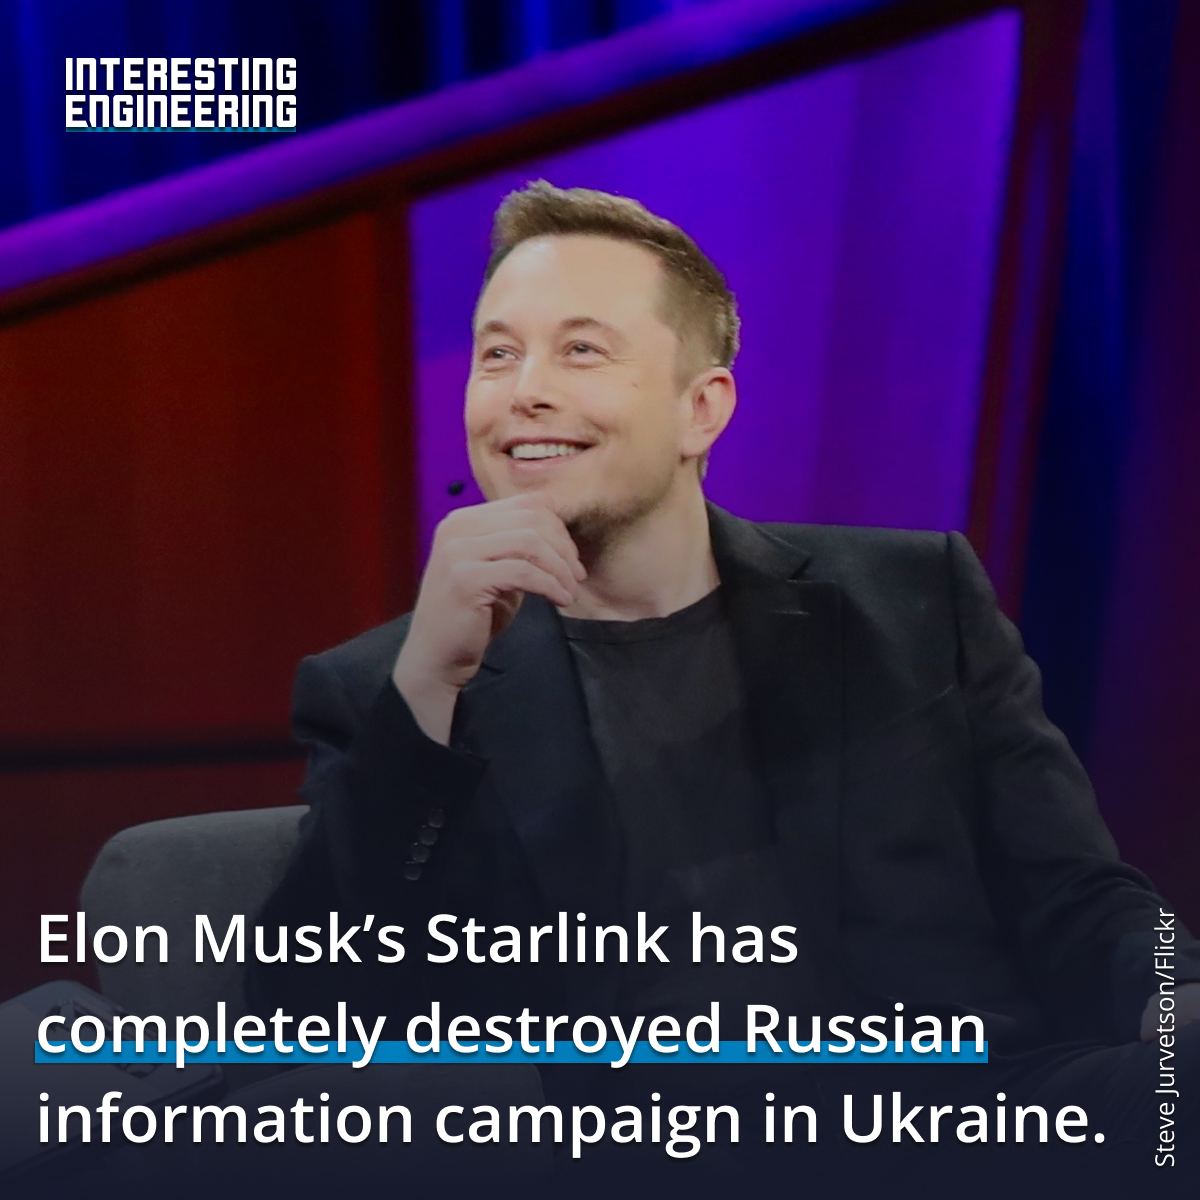 INTERESTING
ENGINEERING
Elon Musk’s Starlink has
completely destroyed Russian
information campaign in Ukraine.
Steve Jurvetson/Flickr